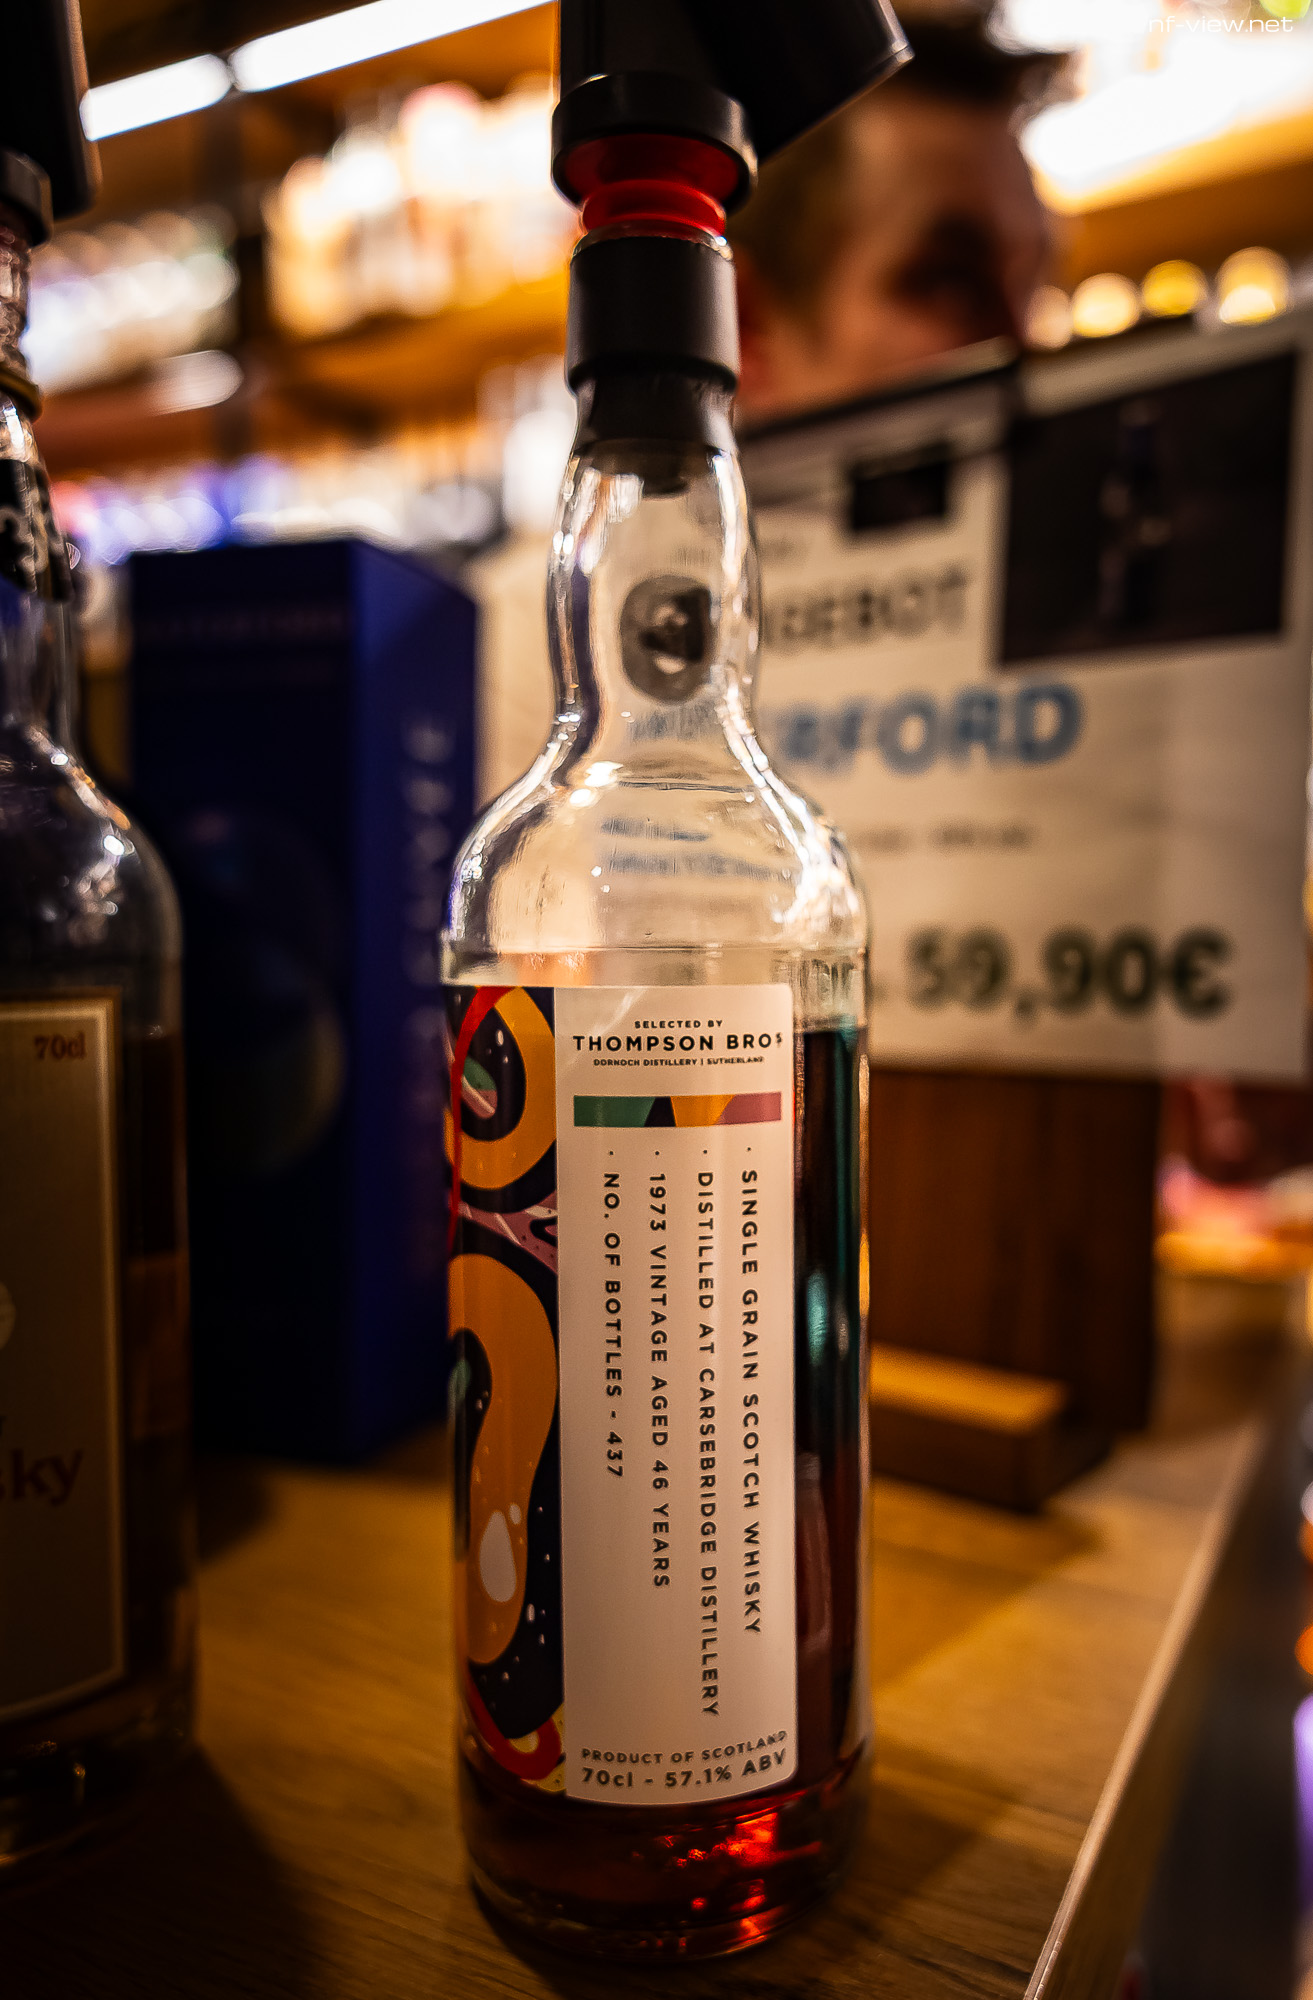 nf-view.net
70cl
SELECTED BY
THOMPSON BROS
DORNOCH DISTILLERY | SUTHERLAND
· SINGLE GRAIN SCOTCH WHISKY
· DISTILLED AT CARSEBRIDGE DISTILLERY
· 1973 VINTAGE AGED 46 YEARS
· NO. OF BOTTLES - 437
PRODUCT OF SCOTLAND
70cl - 57.1% ABV
59,90€